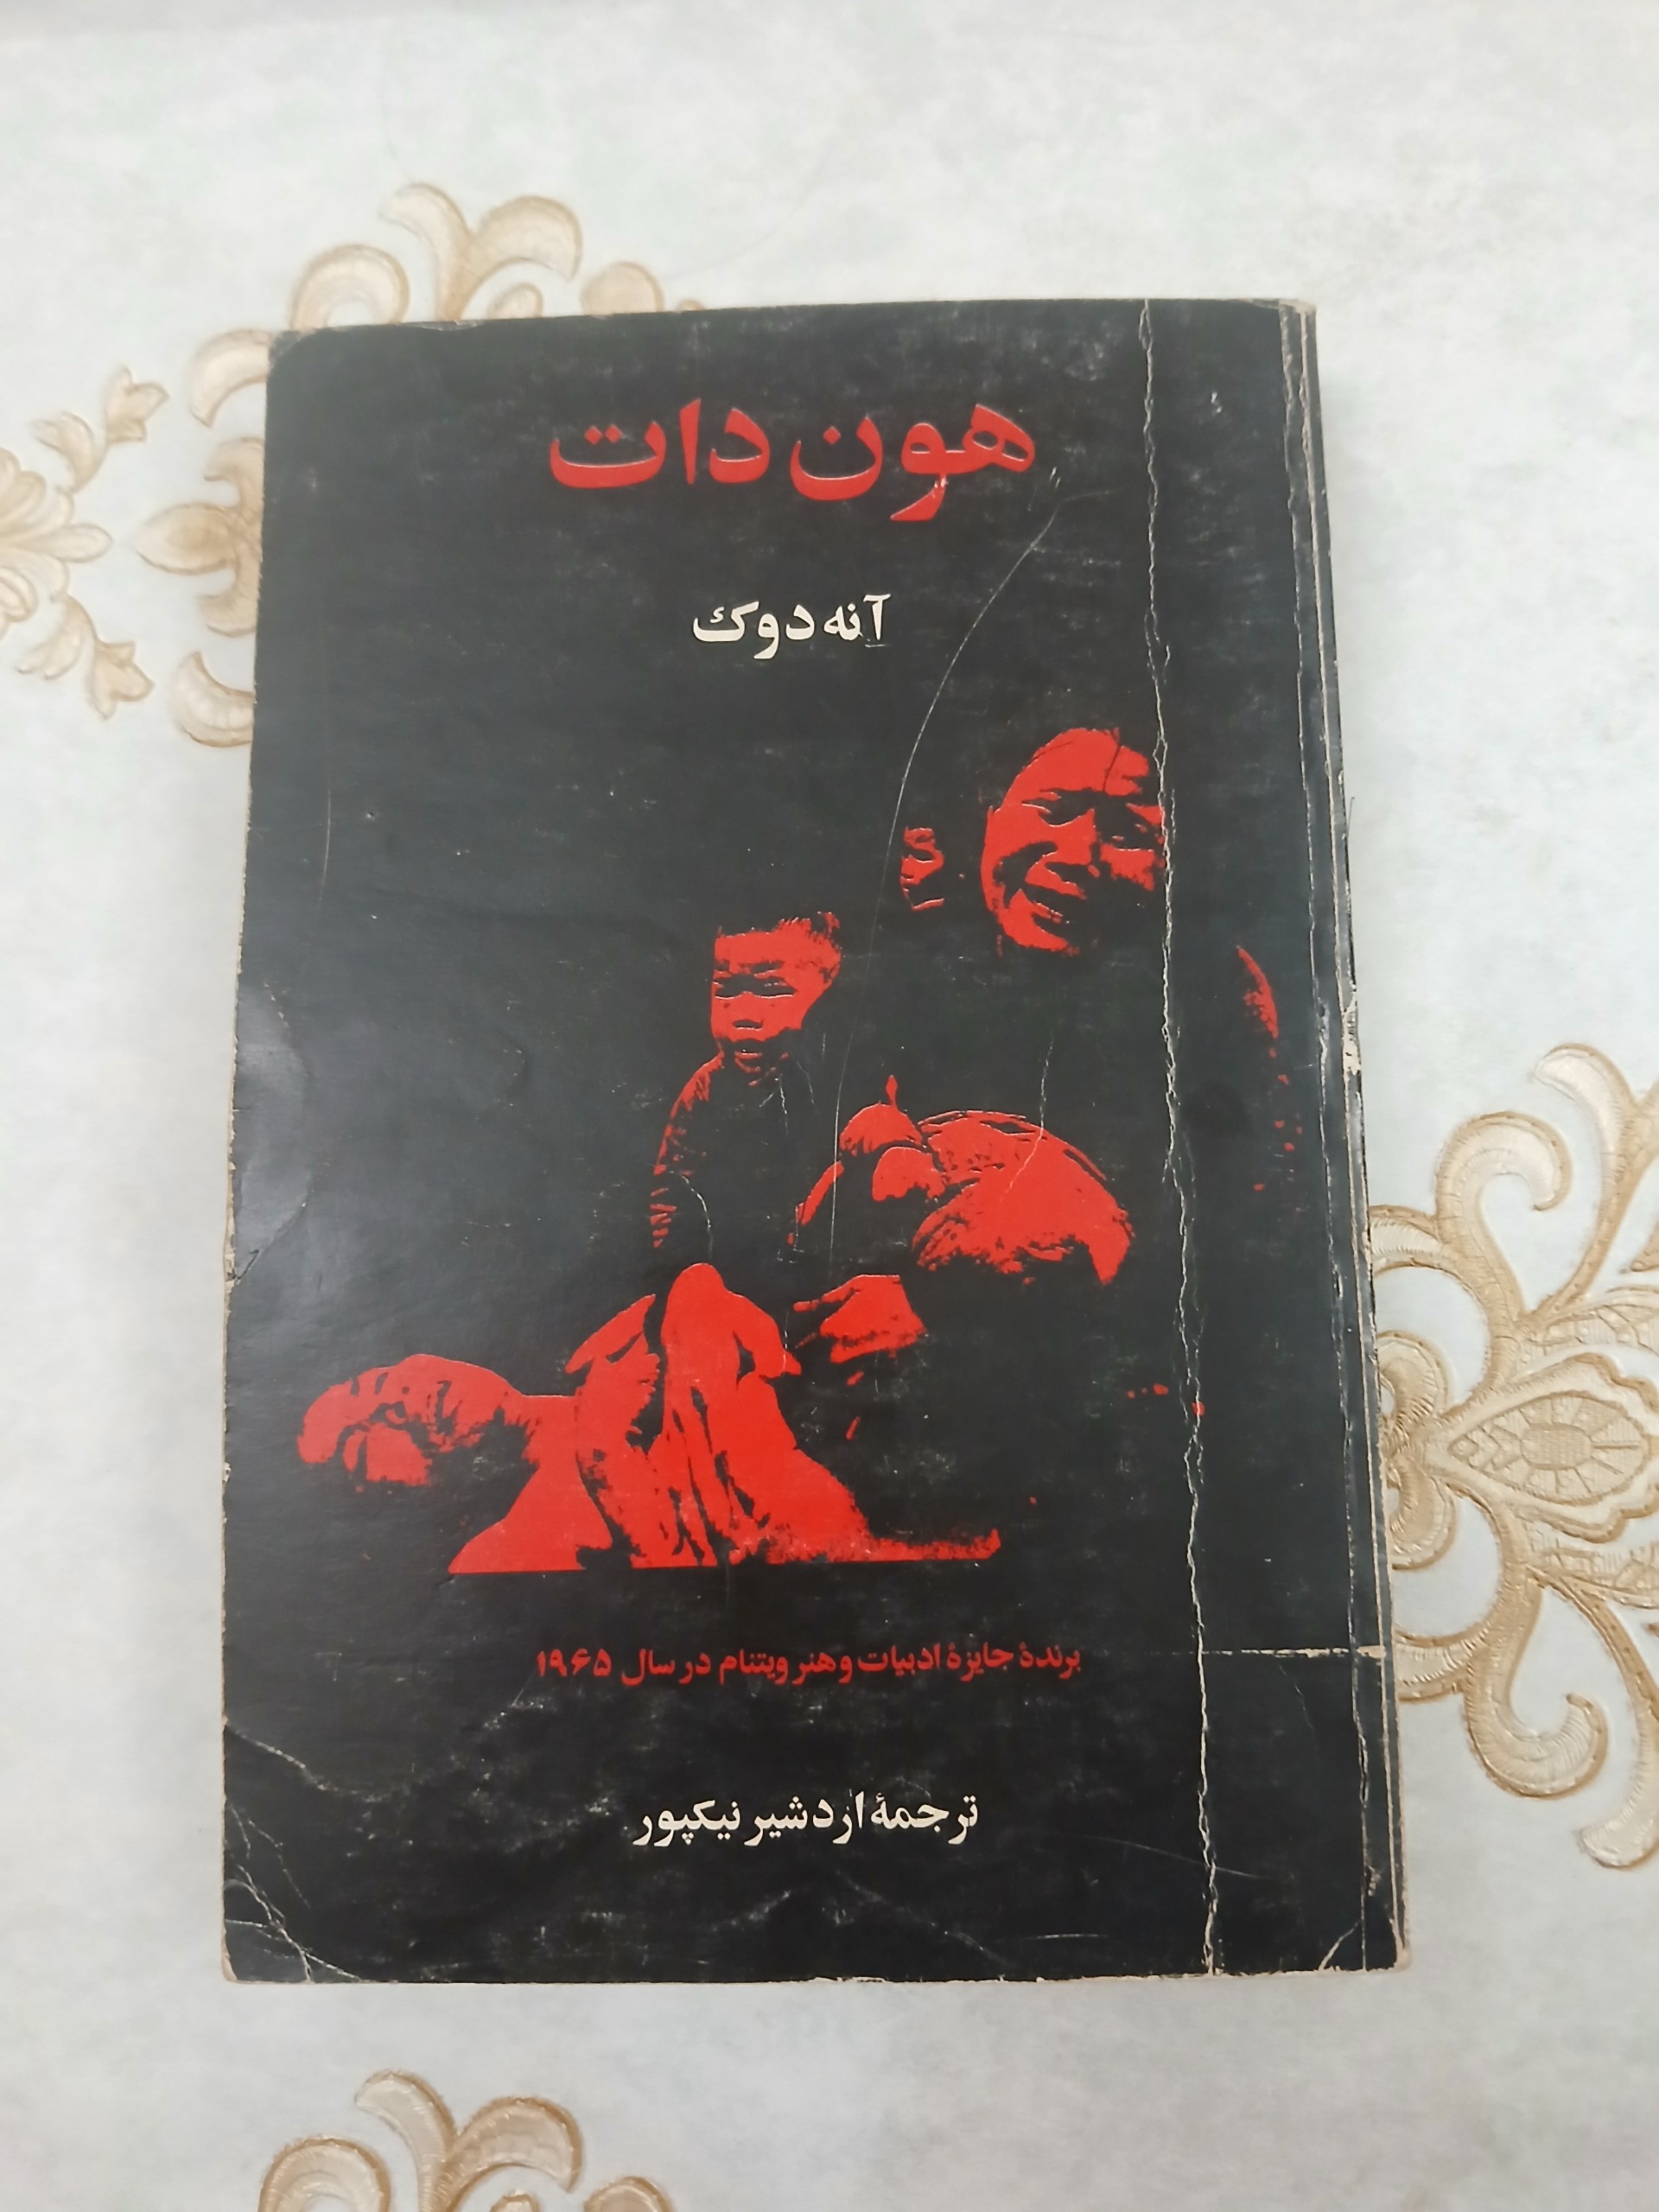 هون دات
آنه دوک
برندهٔ جایزهٔ ادبیات و هنر ویتنام در سال ۱۹۶۵
ترجمهٔ اردشیر نیکپور